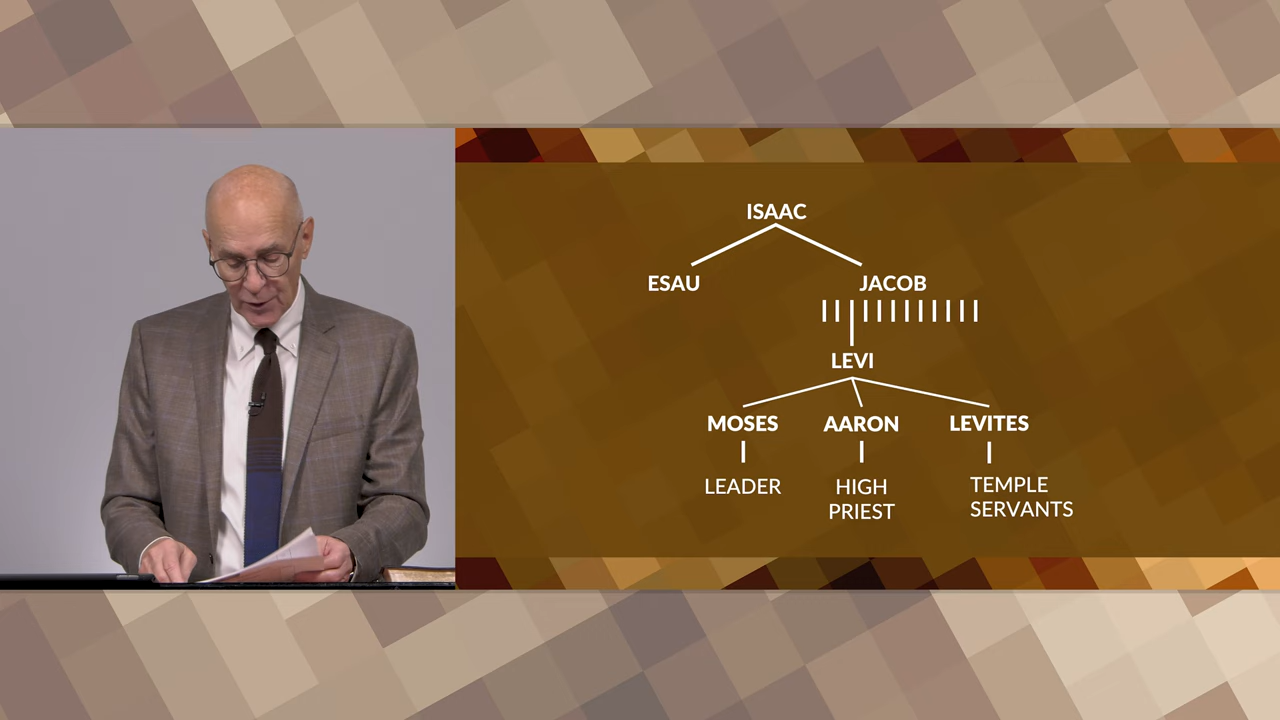 ISAAC
ESAU
JACOB
LEVI
MOSES
AARON
LEVITES
LEADER
HIGH
PRIEST
TEMPLE
SERVANTS